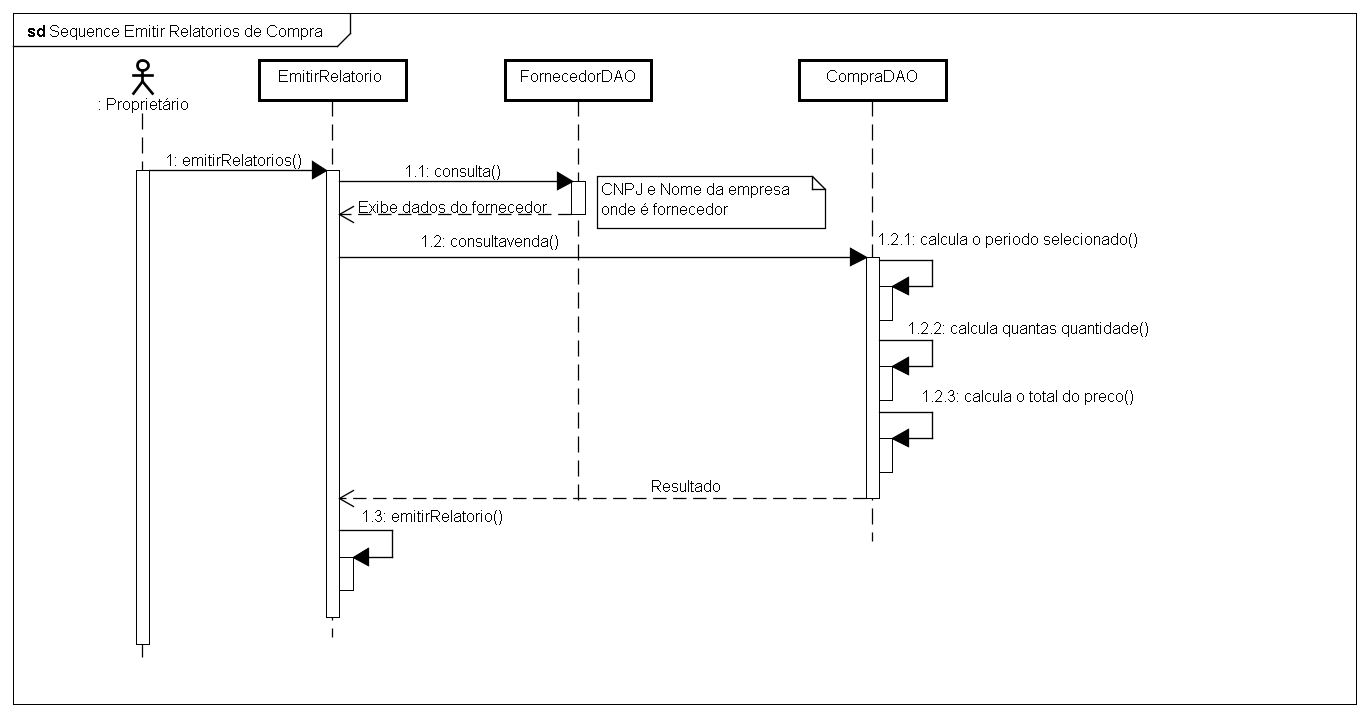 sd Sequence Emitir Relatorios de Compra
: Proprietário
EmitirRelatorio
FornecedorDAO
CompraDAO
1: emitirRelatorios()
1.1: consulta()
CNPJ e Nome da empresa
onde é fornecedor
Exibe dados do fornecedor
1.2: consultavenda()
1.2.1: calcula o periodo selecionado()
1.2.2: calcula quantas quantidade()
1.2.3: calcula o total do preco()
Resultado
1.3: emitirRelatorio()